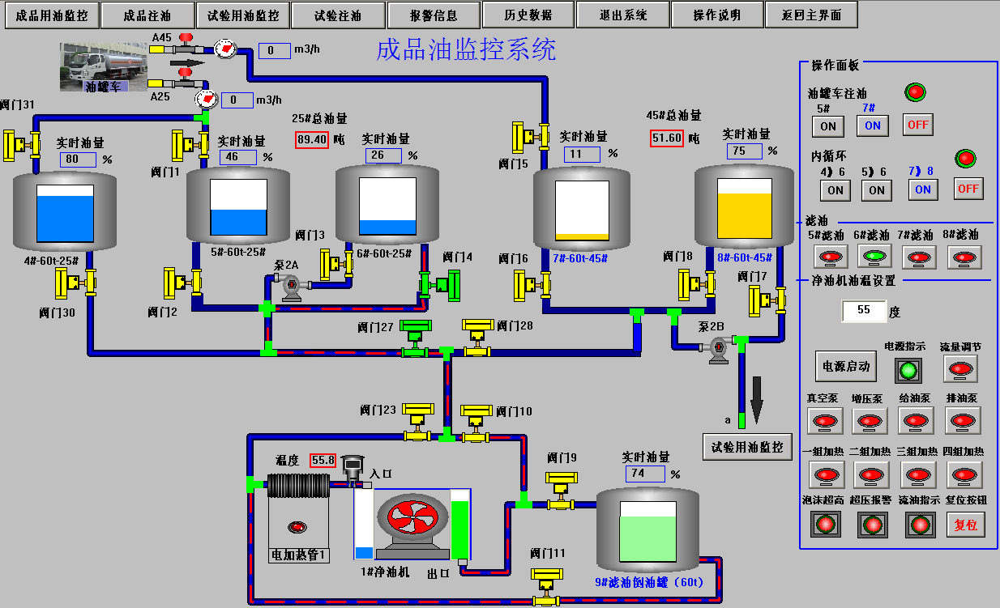 成品用油监控 成品注油 试验用油监控 试验注油 报警信息 历史数据 退出系统 操作说明 返回主界面
成品油监控系统
A45
0 m3/h
油罐车
A25
0 m3/h
阀门31
阀门1
阀门5
25#总油量
89.40 吨
45#总油量
51.60 吨
实时油量
80 %
实时油量
46 %
实时油量
26 %
实时油量
11 %
实时油量
75 %
4#-60t-25#
5#-60t-25#
6#-60t-25#
7#-60t-45#
8#-60t-45#
阀门30
阀门2
泵2A
阀门3
阀门4
阀门6
阀门8
阀门7
泵2B
阀门27
阀门28
阀门23
阀门10
a
试验用油监控
温度 55.8
入口
电加热管1
1#净油机
出口
阀门9
阀门11
实时油量
74 %
9#滤油倒油罐（60t）
操作面板
油罐车注油
5# 7#
ON ON OFF
内循环
4》6 5》6 7》8
ON ON ON OFF
滤油
5#滤油 6#滤油 7#滤油 8#滤油
净油机油温设置
55 度
电源启动
电源指示 流量调节
真空泵 增压泵 给油泵 排油泵
一组加热 二组加热 三组加热 四组加热
泡沫超高 超压报警 流油指示 复位按钮
复位